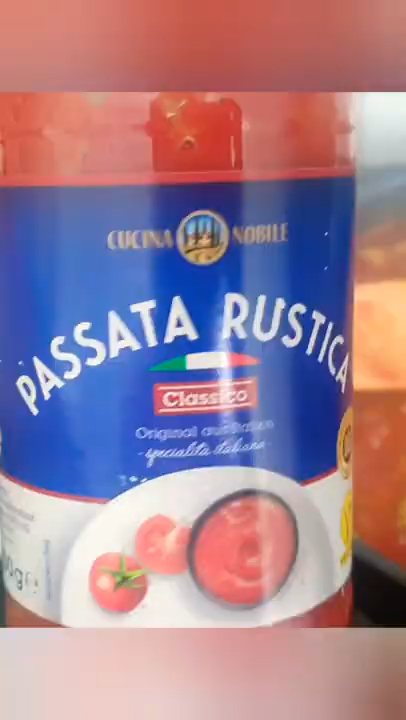 CUCINA NOBILE
PASSATA RUSTICA
Classico
Original aus Italien
- specialità italiana -